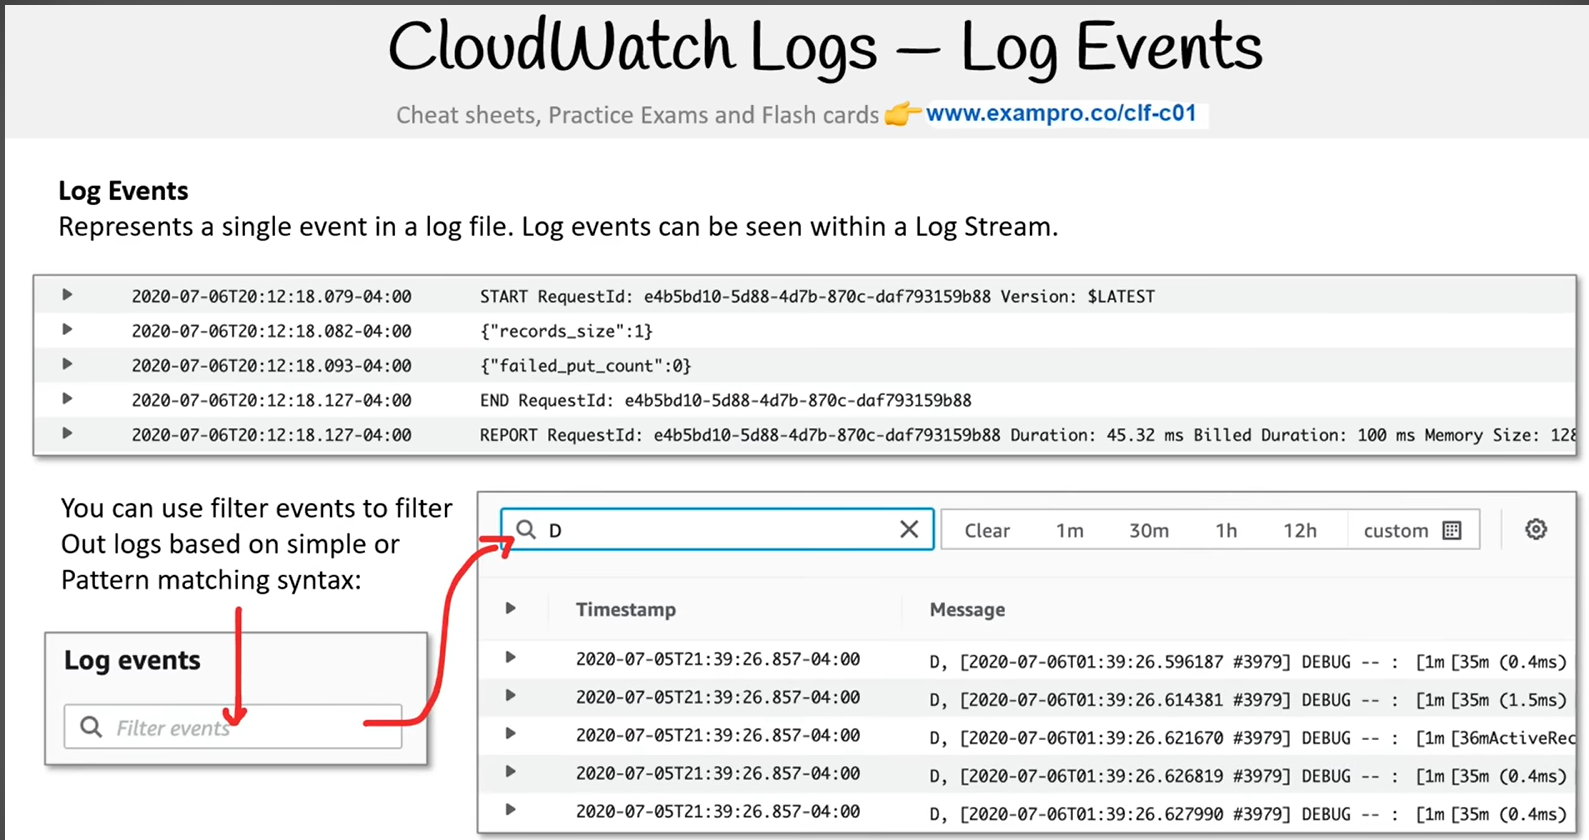 CloudWatch Logs – Log Events
Cheat sheets, Practice Exams and Flash cards 👉 www.exampro.co/clf-c01
Log Events
Represents a single event in a log file. Log events can be seen within a Log Stream.
2020-07-06T20:12:18.079-04:00 START RequestId: e4b5bd10-5d88-4d7b-870c-daf793159b88 Version: $LATEST
2020-07-06T20:12:18.082-04:00 {"records_size":1}
2020-07-06T20:12:18.093-04:00 {"failed_put_count":0}
2020-07-06T20:12:18.127-04:00 END RequestId: e4b5bd10-5d88-4d7b-870c-daf793159b88
2020-07-06T20:12:18.127-04:00 REPORT RequestId: e4b5bd10-5d88-4d7b-870c-daf793159b88 Duration: 45.32 ms Billed Duration: 100 ms Memory Size: 128
You can use filter events to filter
Out logs based on simple or
Pattern matching syntax:
Log events
Filter events
D
Clear 1m 30m 1h 12h custom
Timestamp Message
2020-07-05T21:39:26.857-04:00 D, [2020-07-06T01:39:26.596187 #3979] DEBUG -- : [1m [35m (0.4ms)
2020-07-05T21:39:26.857-04:00 D, [2020-07-06T01:39:26.614381 #3979] DEBUG -- : [1m [35m (1.5ms)
2020-07-05T21:39:26.857-04:00 D, [2020-07-06T01:39:26.621670 #3979] DEBUG -- : [1m [36mActiveRec
2020-07-05T21:39:26.857-04:00 D, [2020-07-06T01:39:26.626819 #3979] DEBUG -- : [1m [35m (0.4ms)
2020-07-05T21:39:26.857-04:00 D, [2020-07-06T01:39:26.627990 #3979] DEBUG -- : [1m [35m (0.4ms)